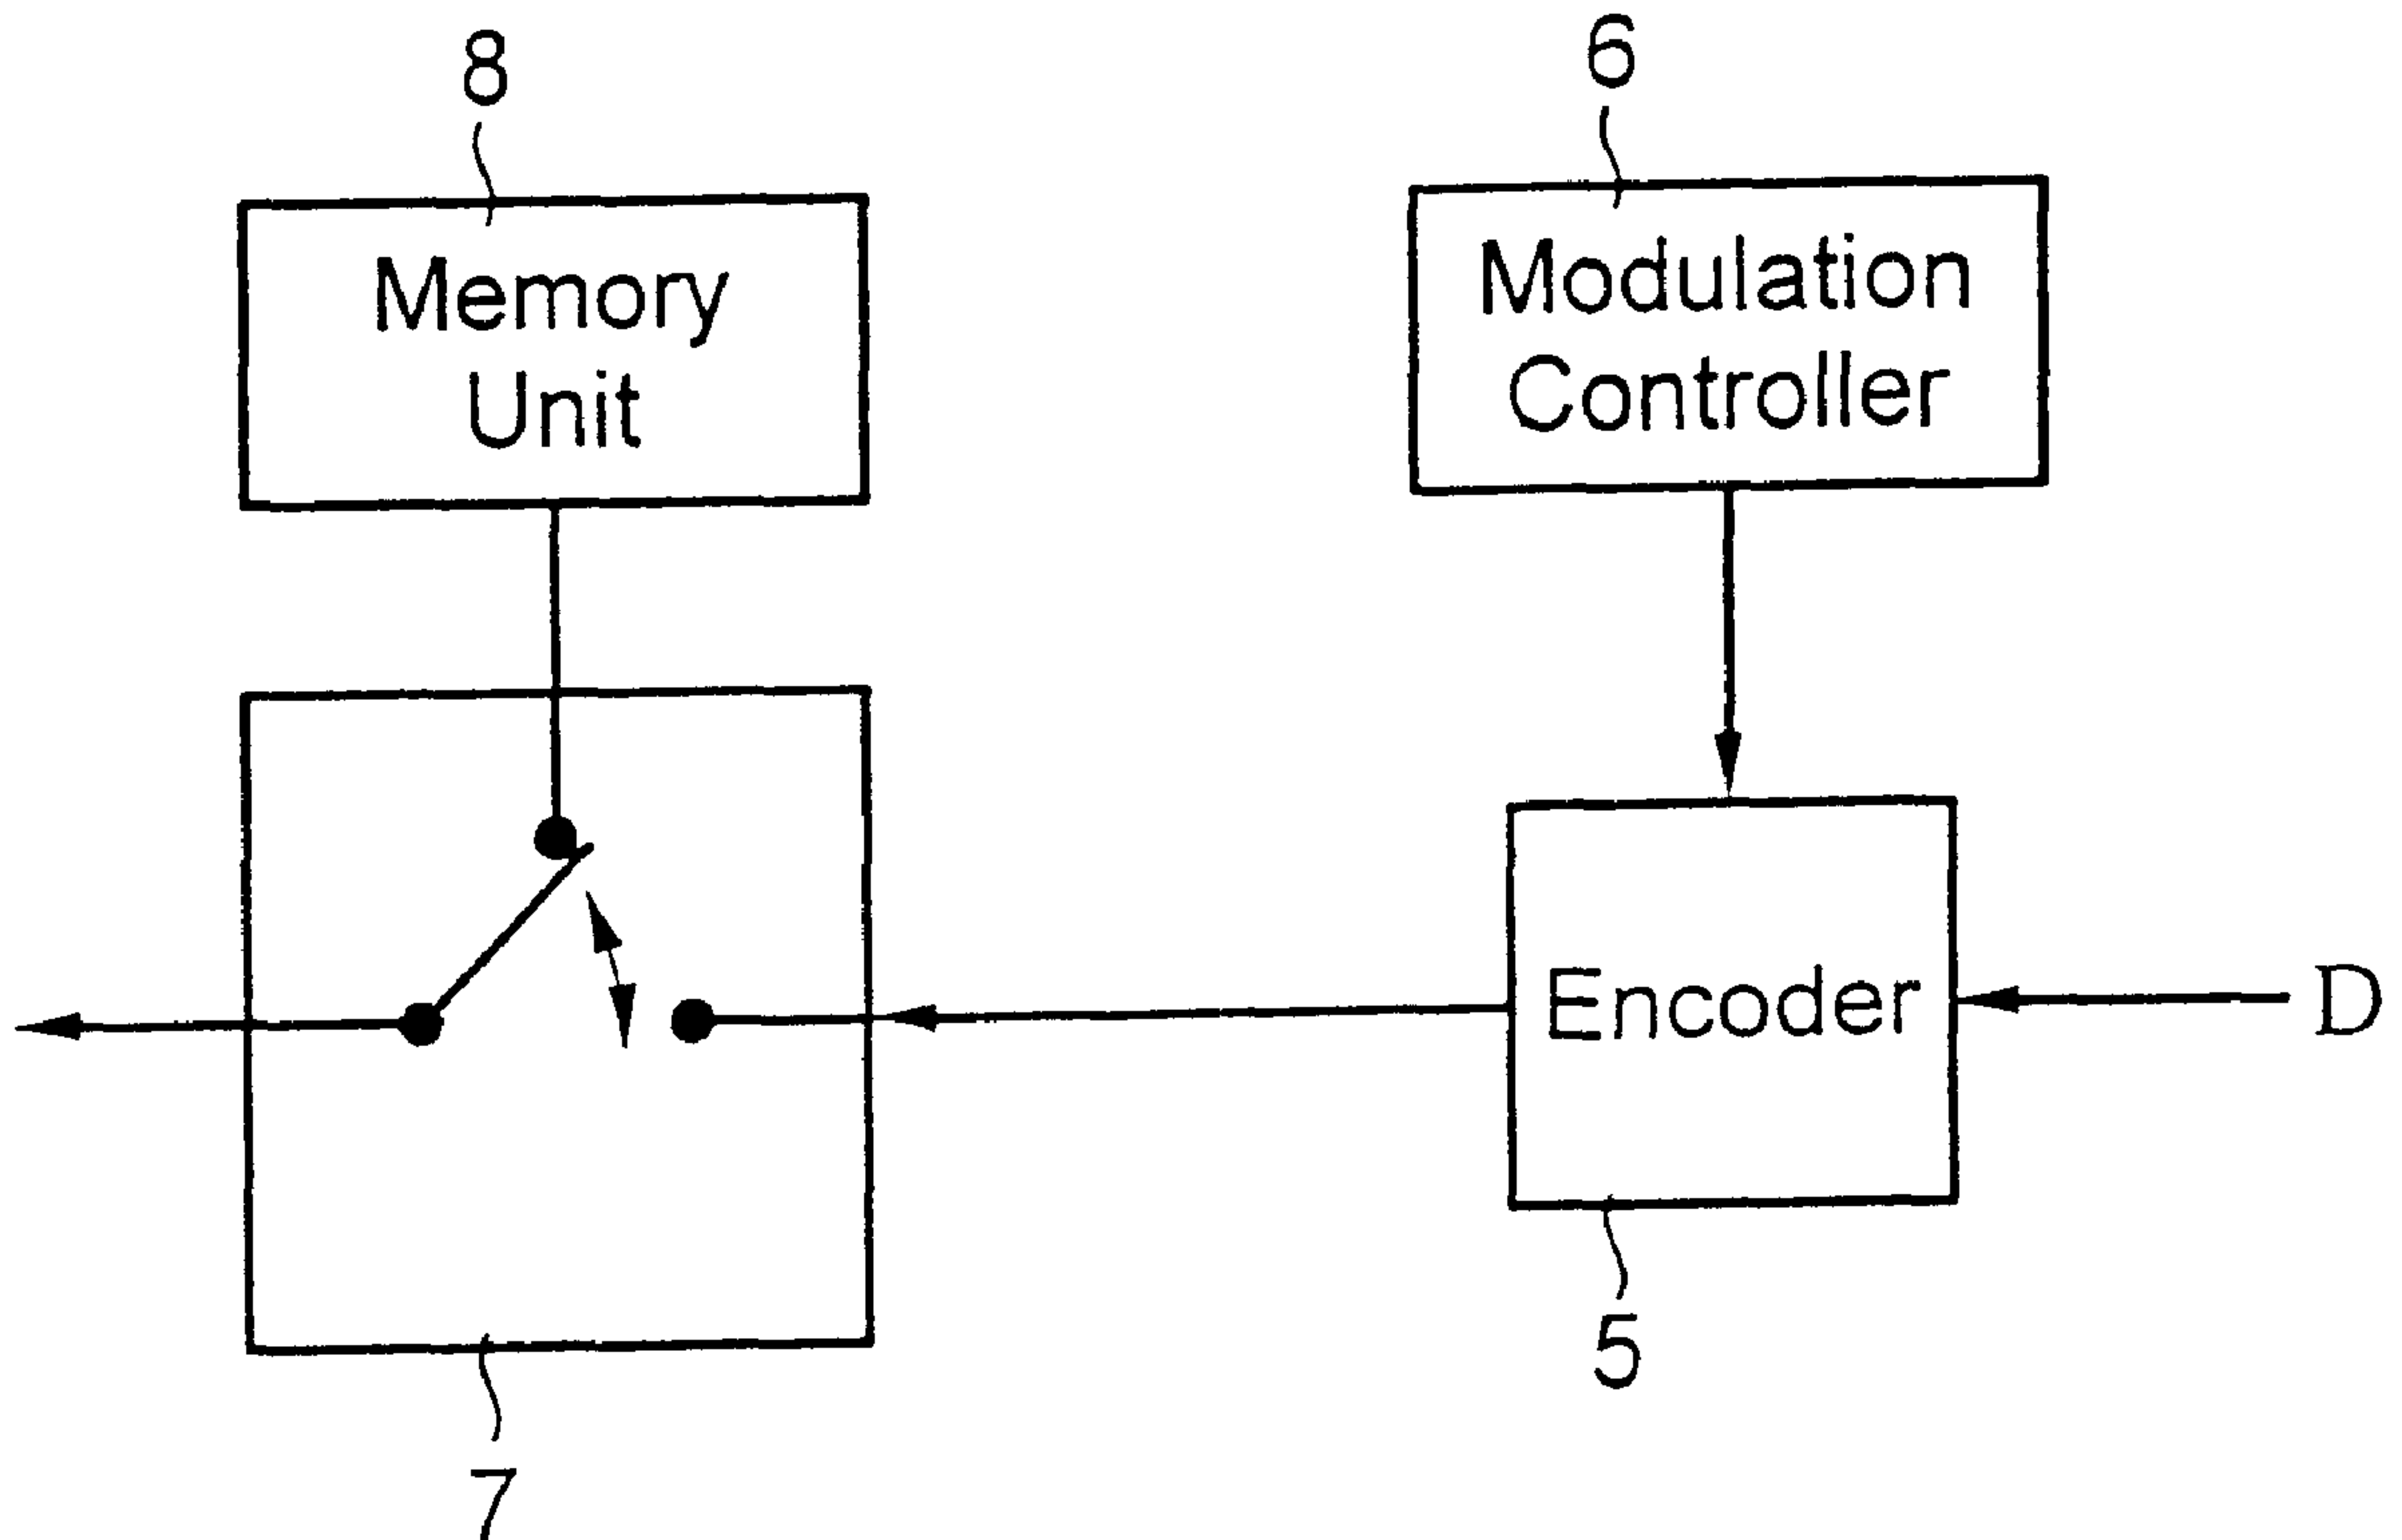 8
6
Memory
Unit
Modulation
Controller
Encoder
D
5
7